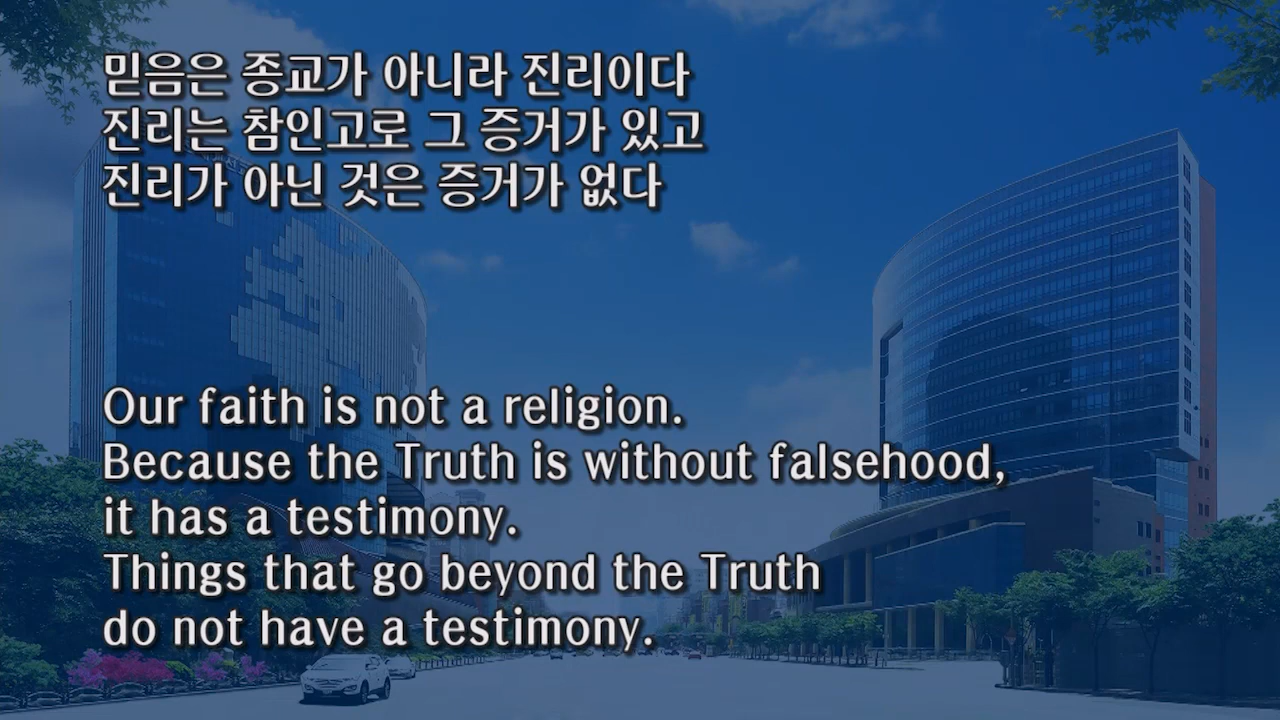 믿음은 종교가 아니라 진리이다
진리는 참인고로 그 증거가 있고
진리가 아닌 것은 증거가 없다
Our faith is not a religion.
Because the Truth is without falsehood,
it has a testimony.
Things that go beyond the Truth
do not have a testimony.